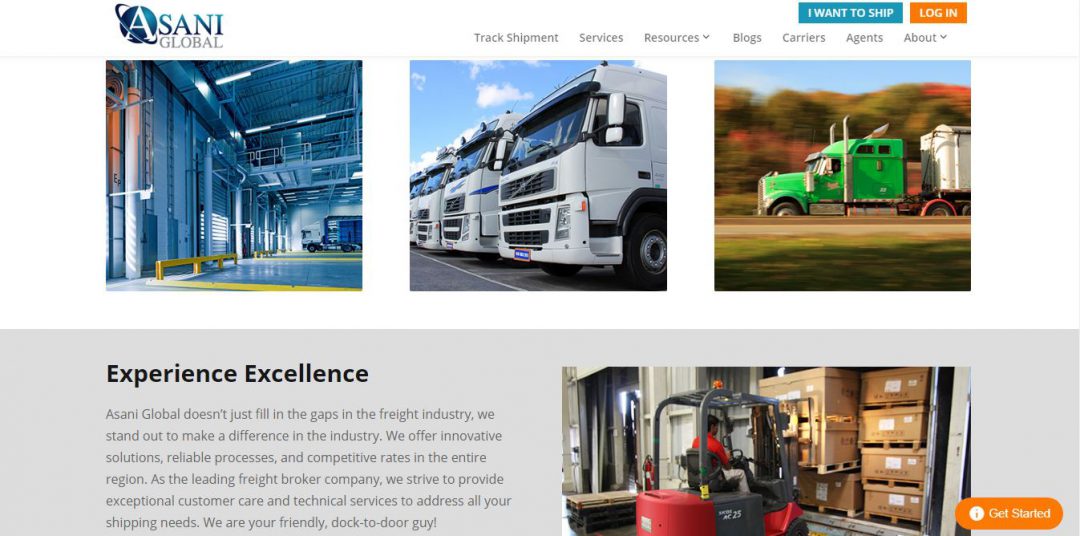 ASANI
GLOBAL
I WANT TO SHIP
LOG IN
Track Shipment
Services
Resources
Blogs
Carriers
Agents
About
Experience Excellence
Asani Global doesn’t just fill in the gaps in the freight industry, we
stand out to make a difference in the industry. We offer innovative
solutions, reliable processes, and competitive rates in the entire
region. As the leading freight broker company, we strive to provide
exceptional customer care and technical services to address all your
shipping needs. We are your friendly, dock-to-door guy!
AC 25
Get Started